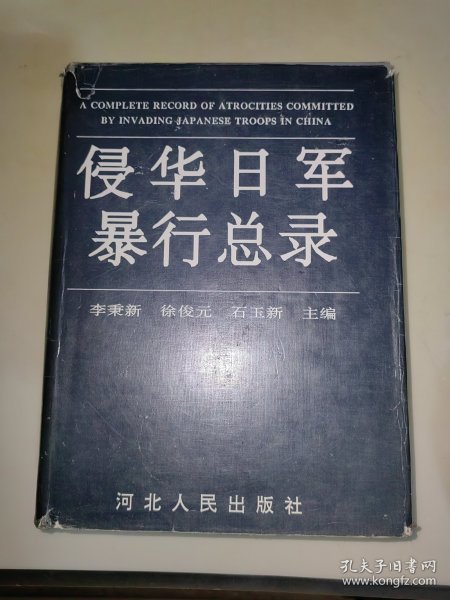 A COMPLETE RECORD OF ATROCITIES COMMITTED
BY INVADING JAPANESE TROOPS IN CHINA
侵华日军
暴行总录
李秉新 徐俊元 石玉新 主编
河北人民出版社
孔夫子旧书网
www.kongfz.com